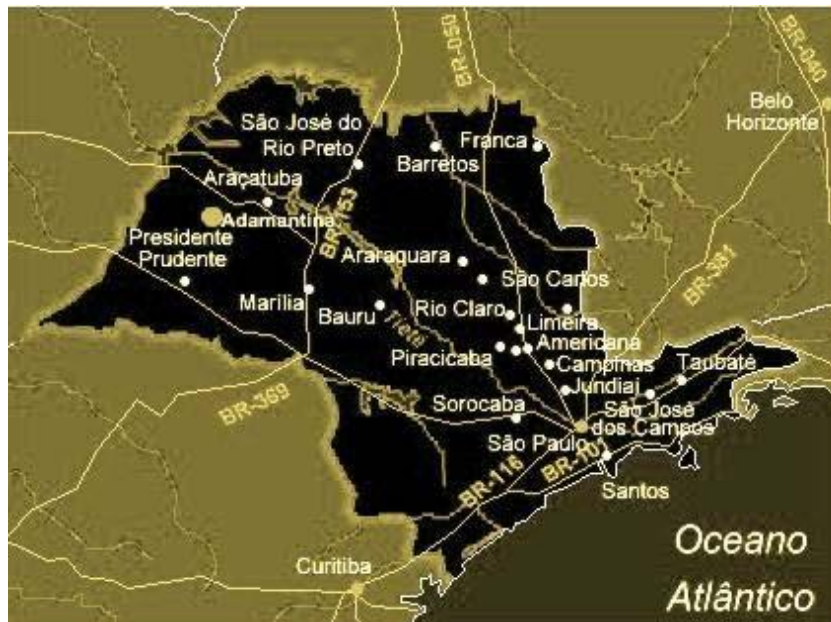 BR-050
BR-040
São José do
Rio Preto
Franca
Barretos
Belo
Horizonte
Araçatuba
Adamantina
BR-153
Presidente
Prudente
Araraquara
São Carlos
BR-381
Marília
Bauru
Tietê
Rio Claro
Limeira
Piracicaba
Americana
Campinas
Taubaté
Jundiaí
BR-369
Sorocaba
São José
dos Campos
São Paulo
BR-116
BR-101
Santos
Curitiba
Oceano
Atlântico